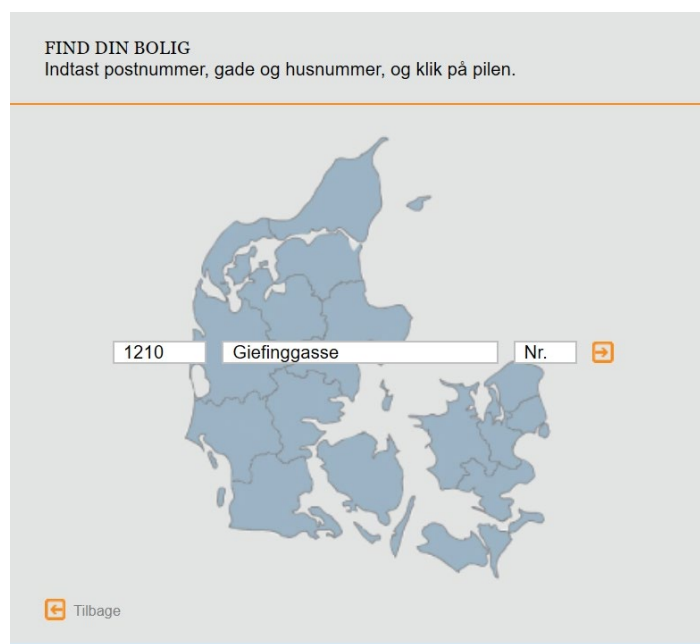 FIND DIN BOLIG
Indtast postnummer, gade og husnummer, og klik på pilen.
1210 Giefinggasse Nr.
Tilbage